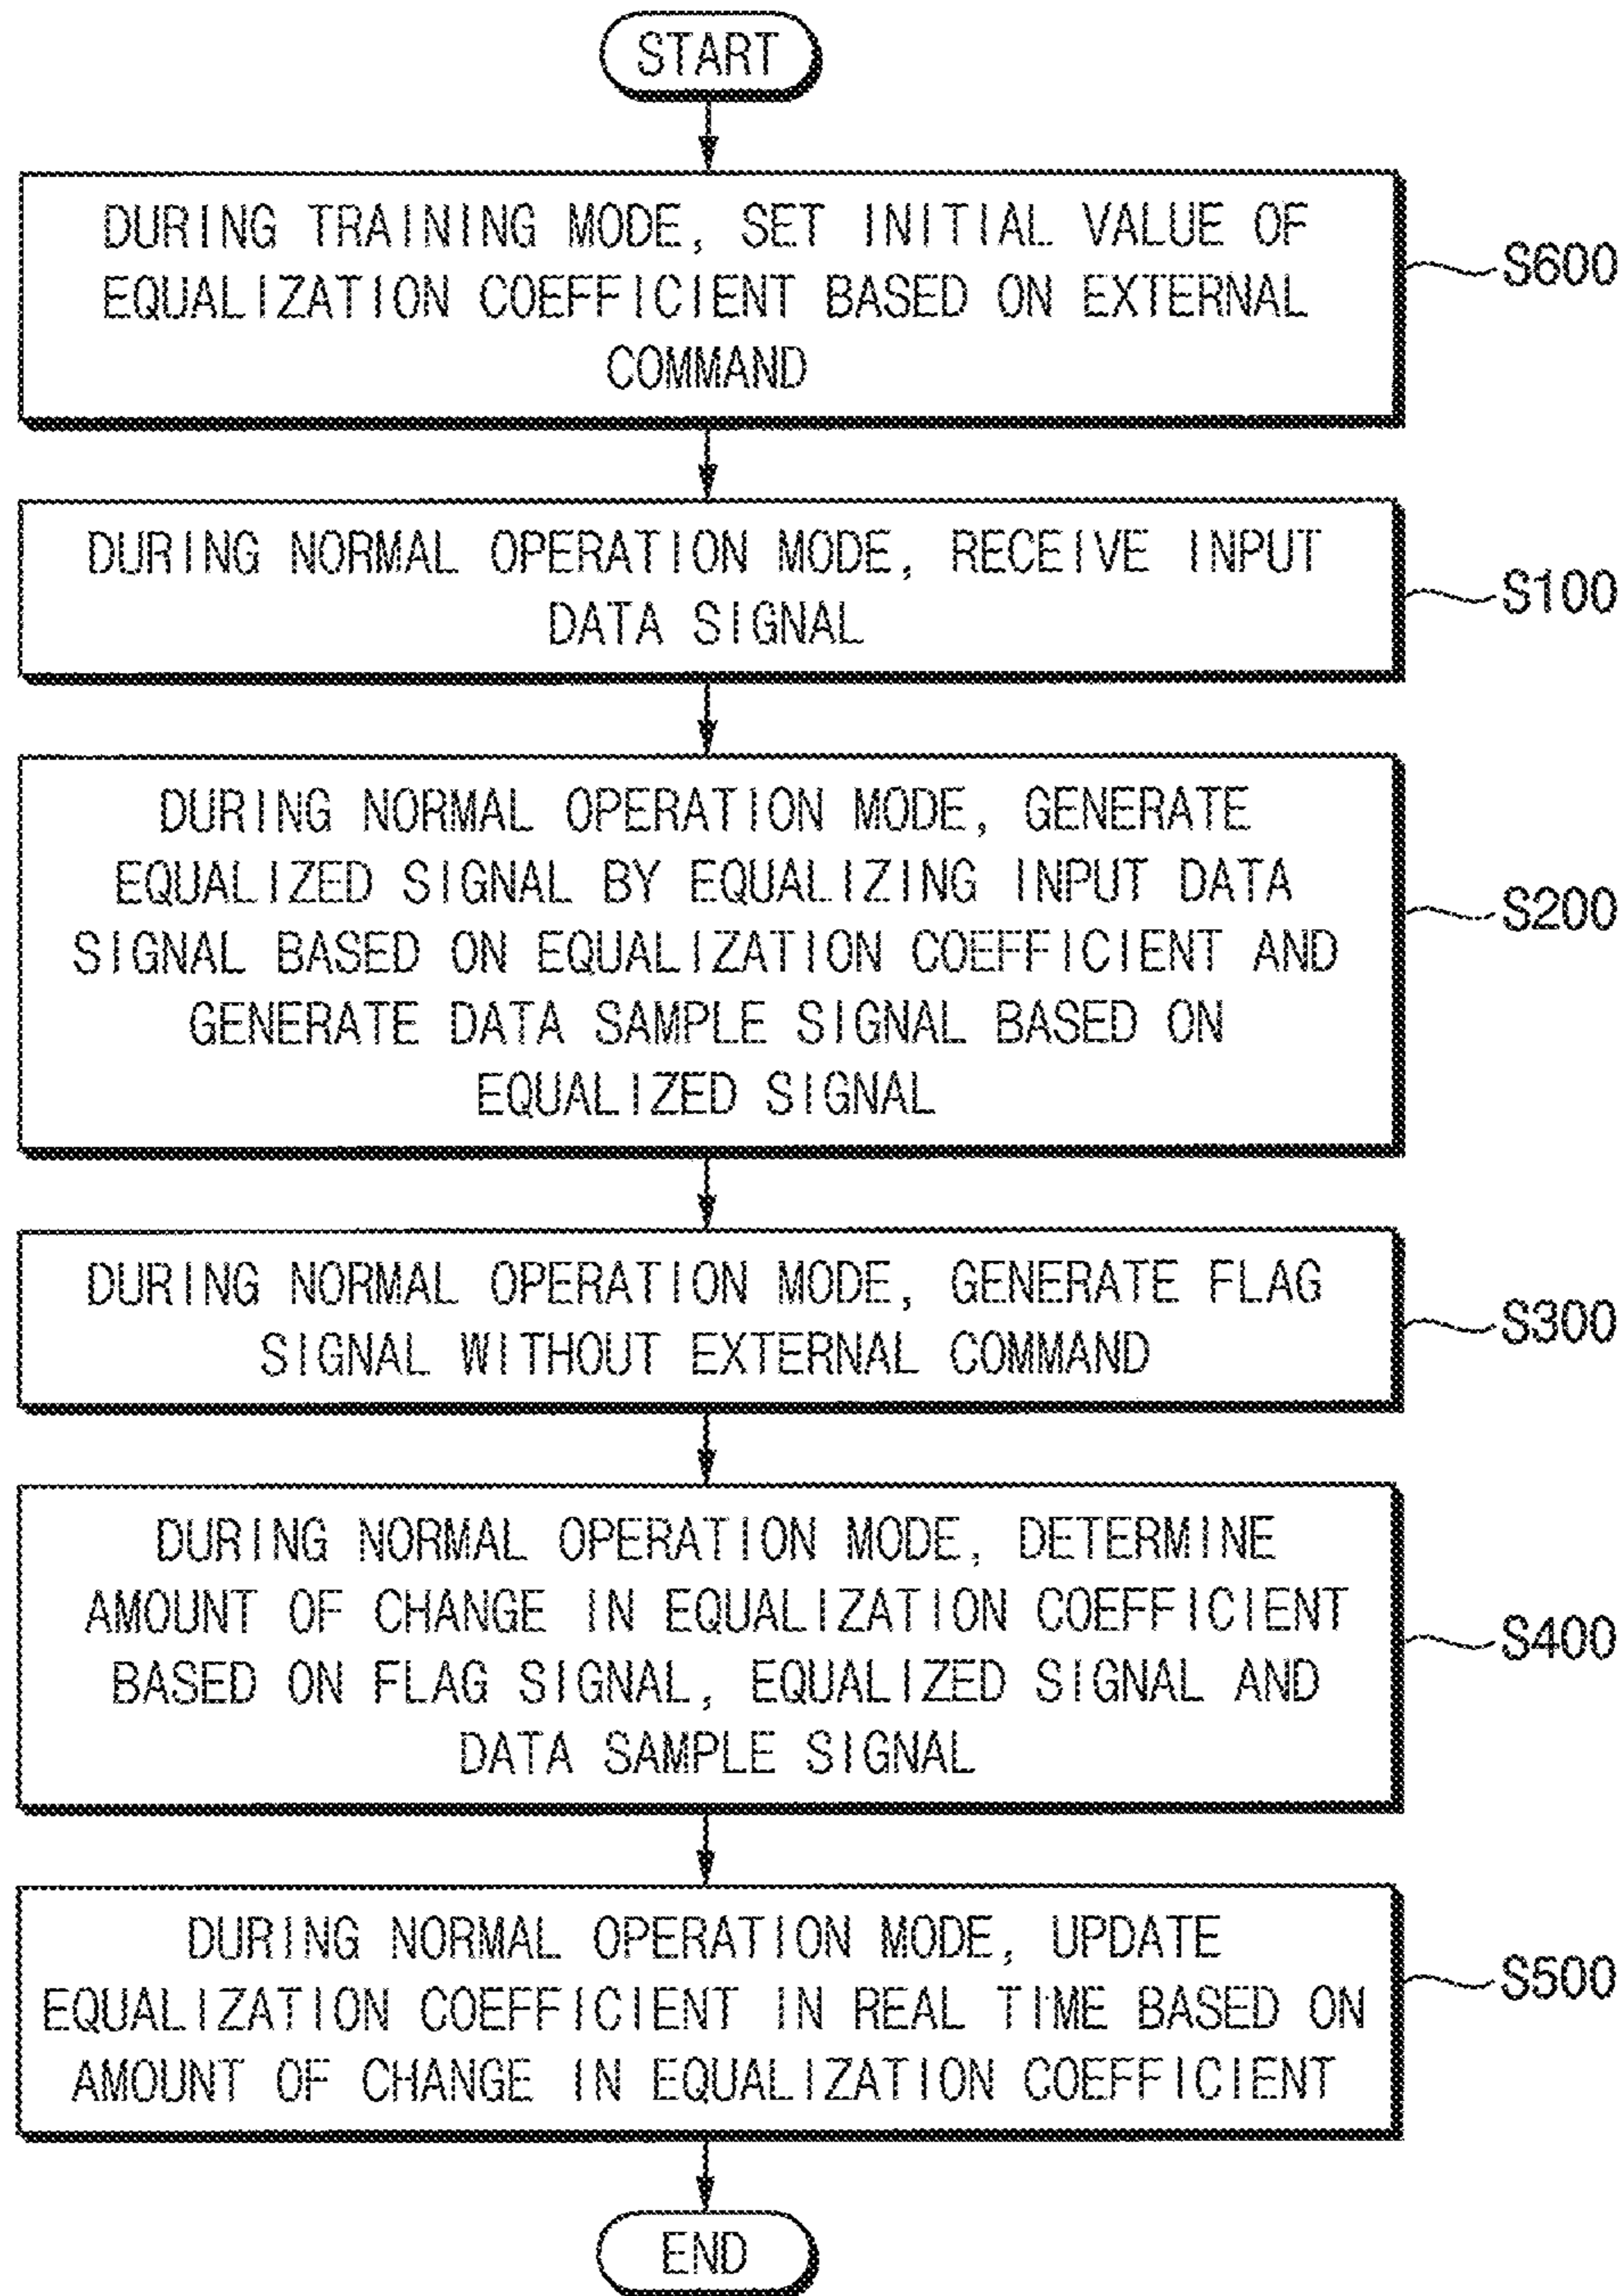 START
DURING TRAINING MODE, SET INITIAL VALUE OF
EQUALIZATION COEFFICIENT BASED ON EXTERNAL
COMMAND
S600
DURING NORMAL OPERATION MODE, RECEIVE INPUT
DATA SIGNAL
S100
DURING NORMAL OPERATION MODE, GENERATE
EQUALIZED SIGNAL BY EQUALIZING INPUT DATA
SIGNAL BASED ON EQUALIZATION COEFFICIENT AND
GENERATE DATA SAMPLE SIGNAL BASED ON
EQUALIZED SIGNAL
S200
DURING NORMAL OPERATION MODE, GENERATE FLAG
SIGNAL WITHOUT EXTERNAL COMMAND
S300
DURING NORMAL OPERATION MODE, DETERMINE
AMOUNT OF CHANGE IN EQUALIZATION COEFFICIENT
BASED ON FLAG SIGNAL, EQUALIZED SIGNAL AND
DATA SAMPLE SIGNAL
S400
DURING NORMAL OPERATION MODE, UPDATE
EQUALIZATION COEFFICIENT IN REAL TIME BASED ON
AMOUNT OF CHANGE IN EQUALIZATION COEFFICIENT
S500
END